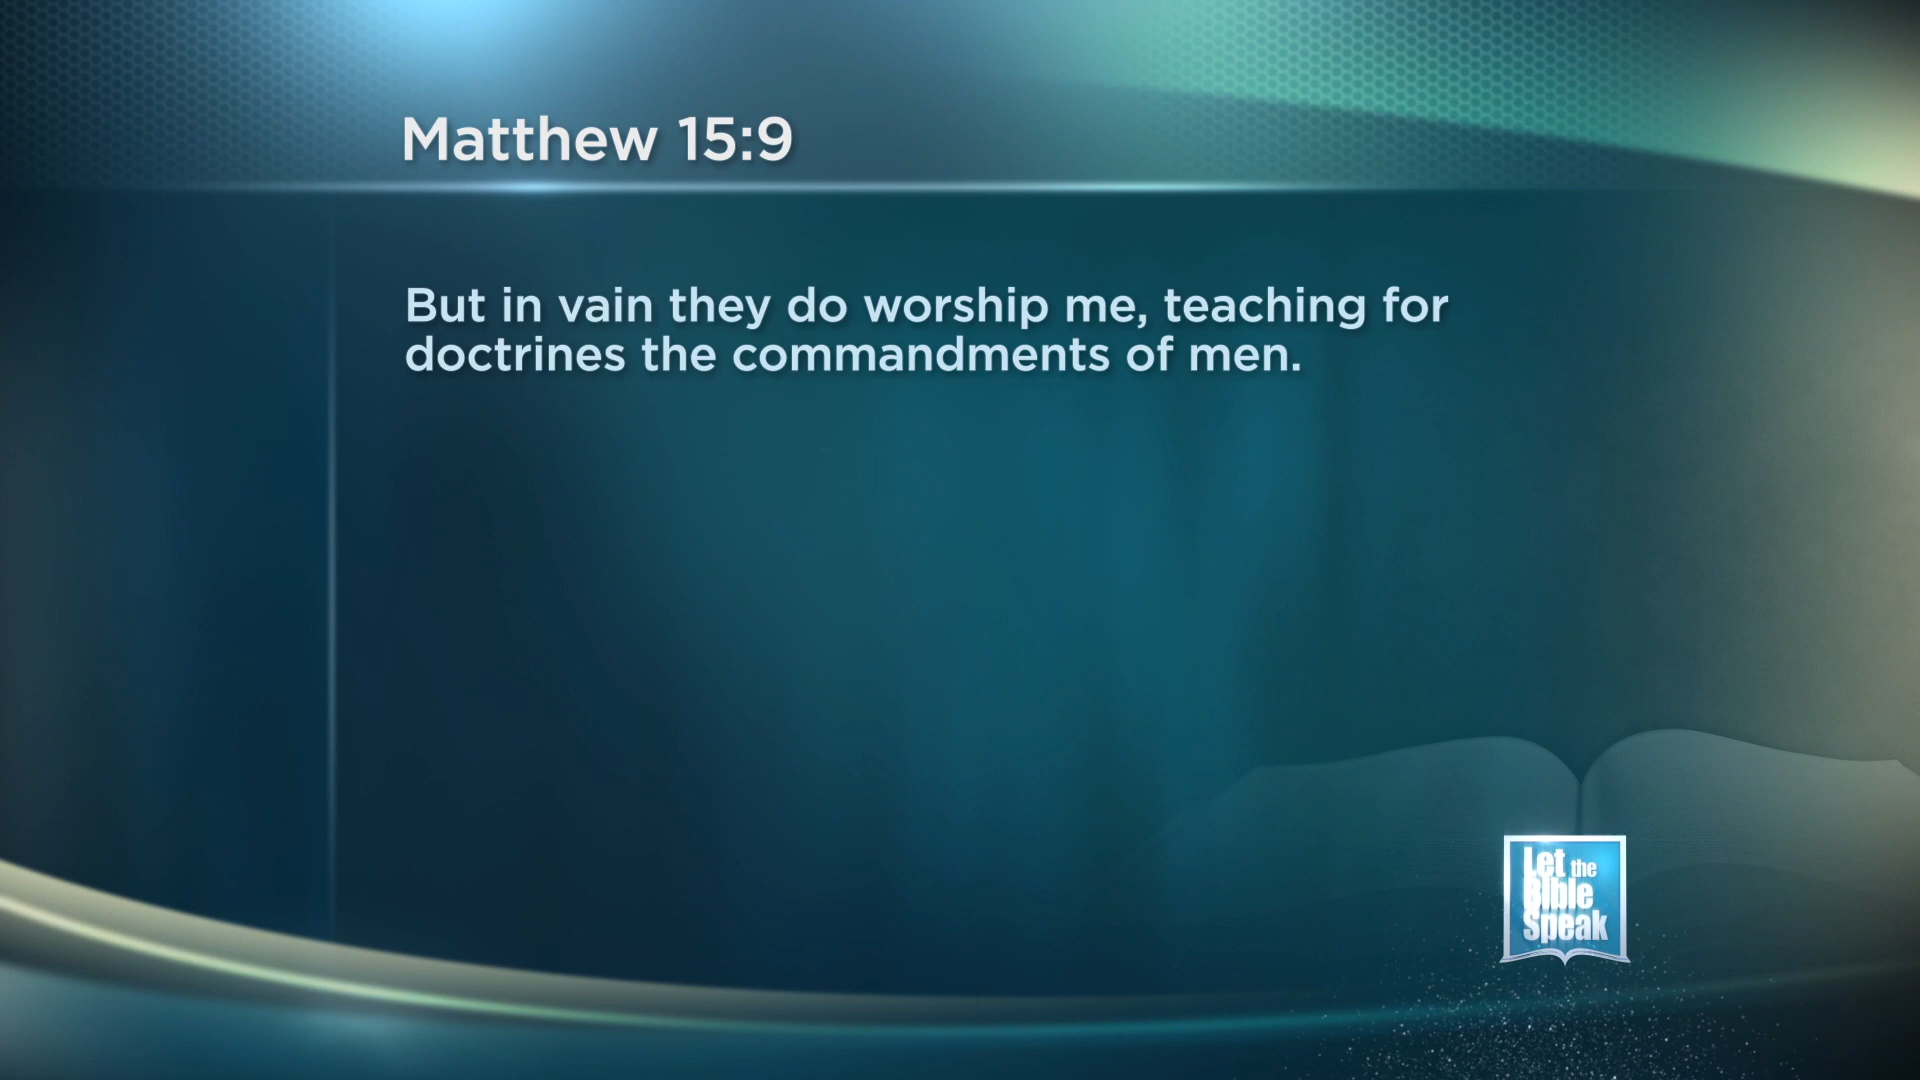 Matthew 15:9
But in vain they do worship me, teaching for
doctrines the commandments of men.
Let the
Bible
Speak